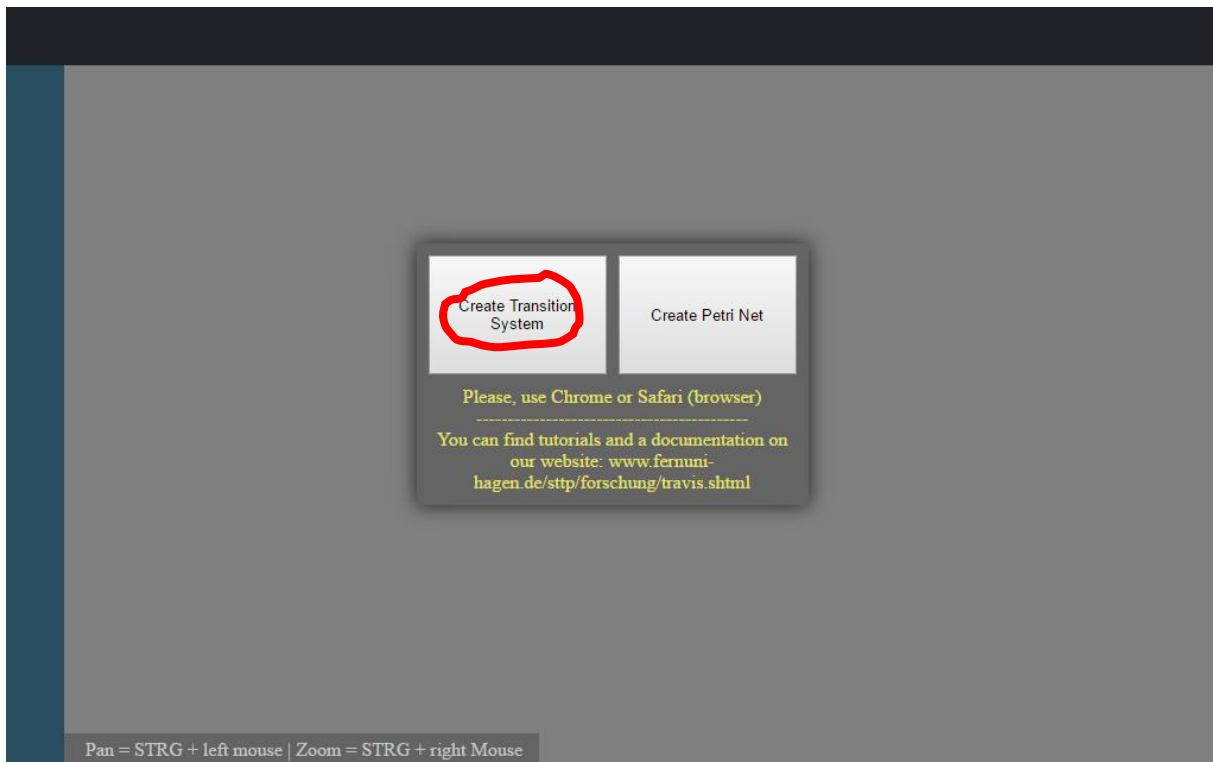 Create Transition
System
Create Petri Net
Please, use Chrome or Safari (browser)
-------------------------------------------
You can find tutorials and a documentation on
our website: www.fernuni-
hagen.de/sttp/forschung/travis.shtml
Pan = STRG + left mouse | Zoom = STRG + right Mouse